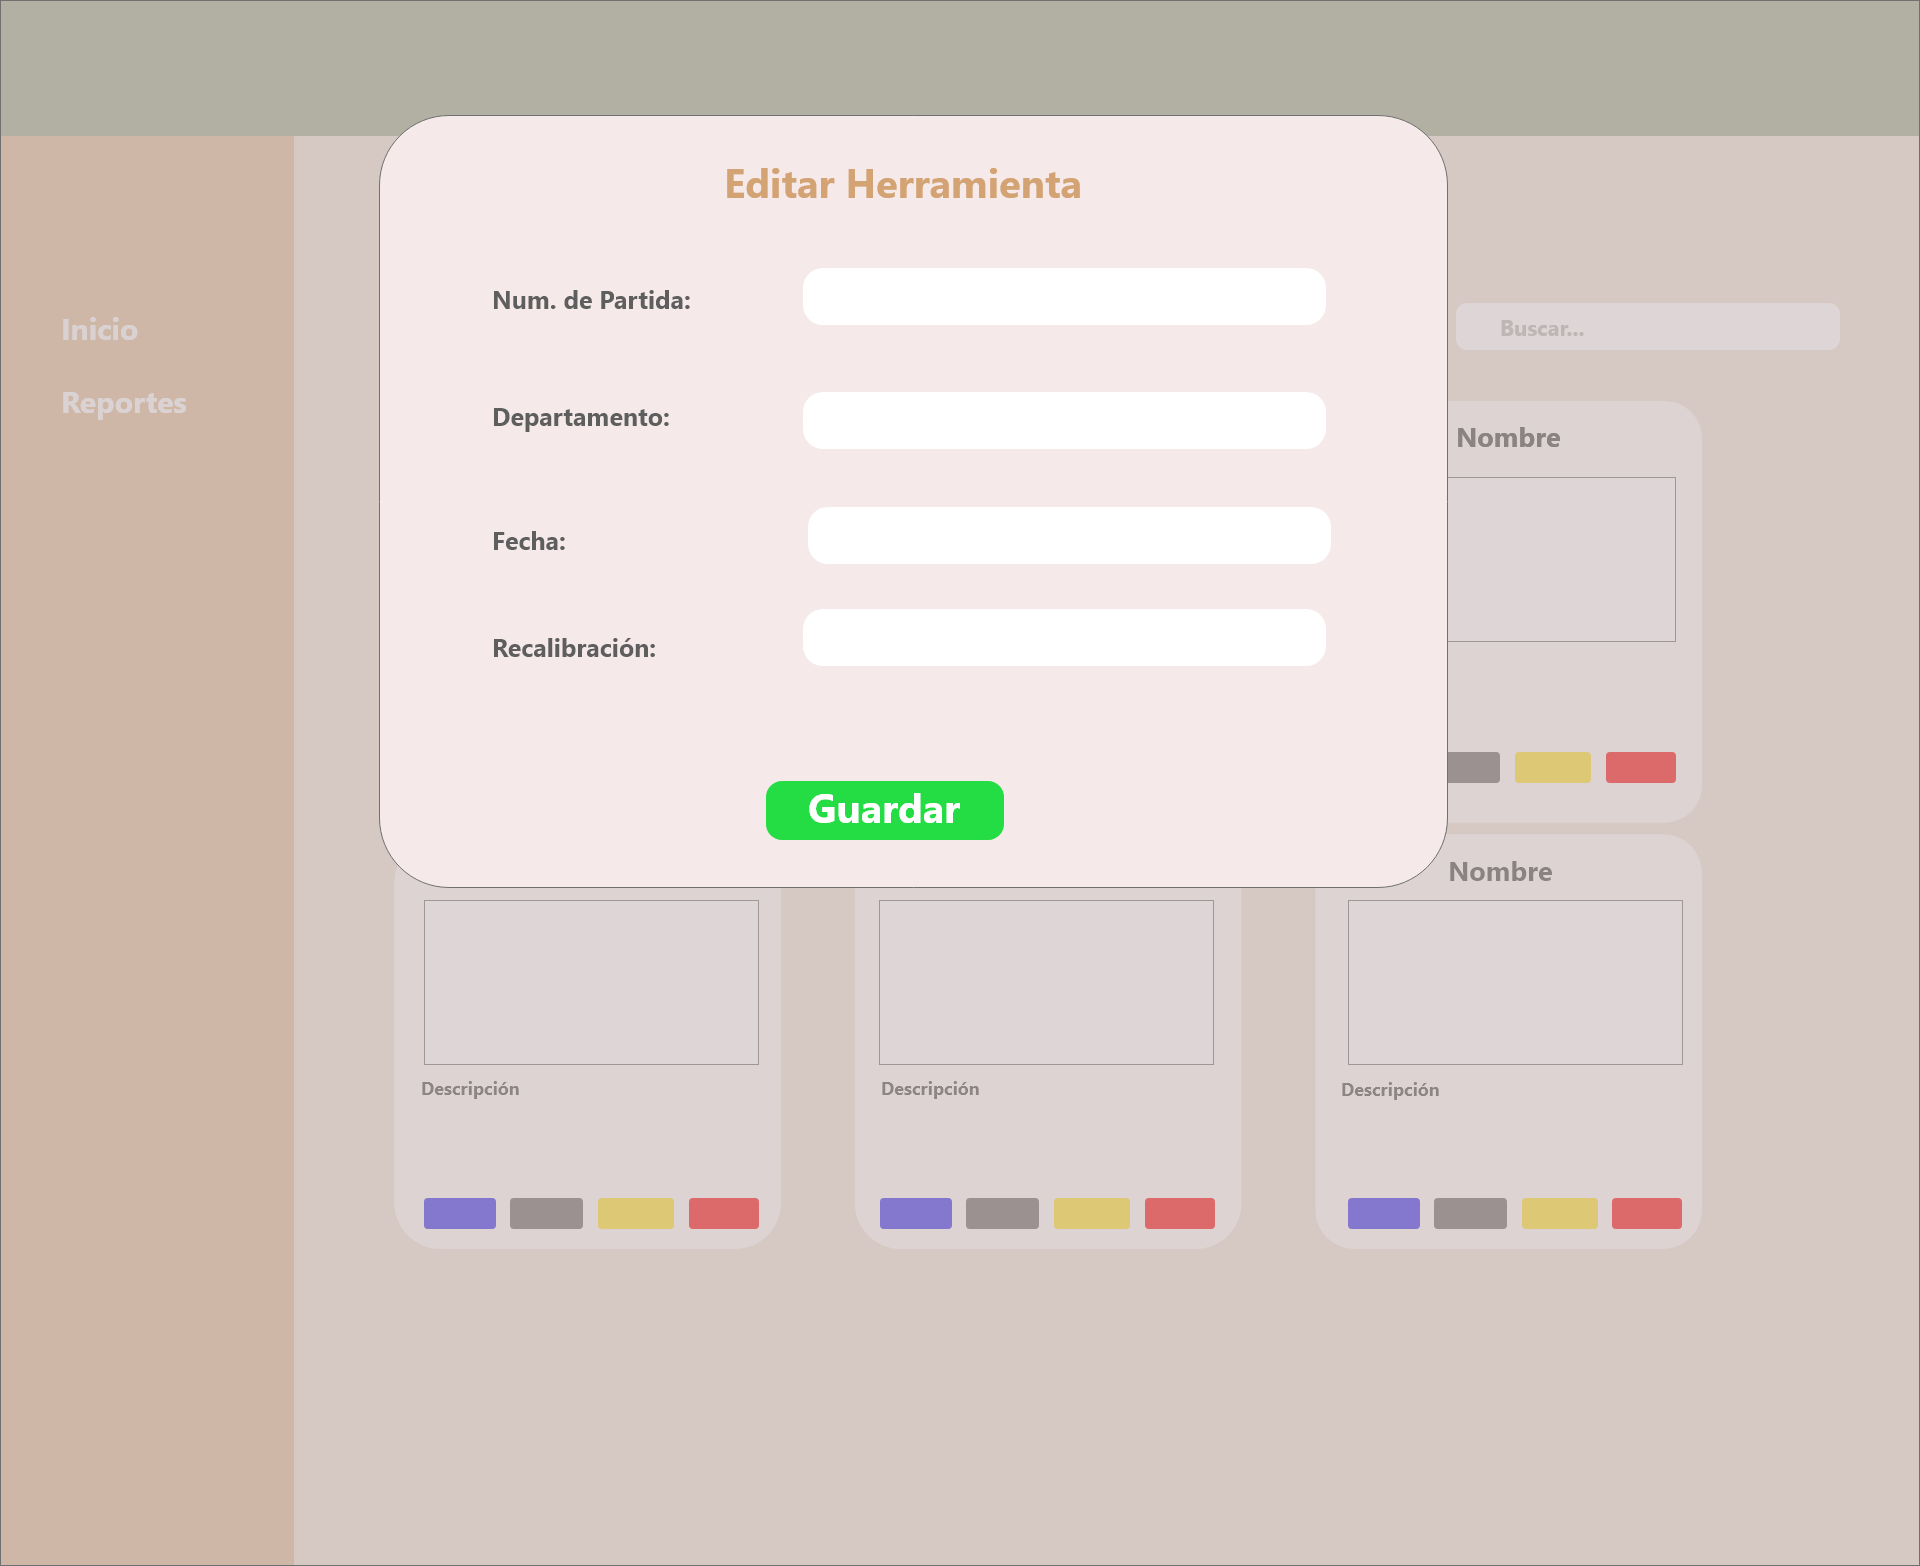 Editar Herramienta
Num. de Partida:
Inicio
Buscar...
Reportes
Departamento:
Nombre
Fecha:
Recalibración:
Guardar
Nombre
Descripción
Descripción
Descripción